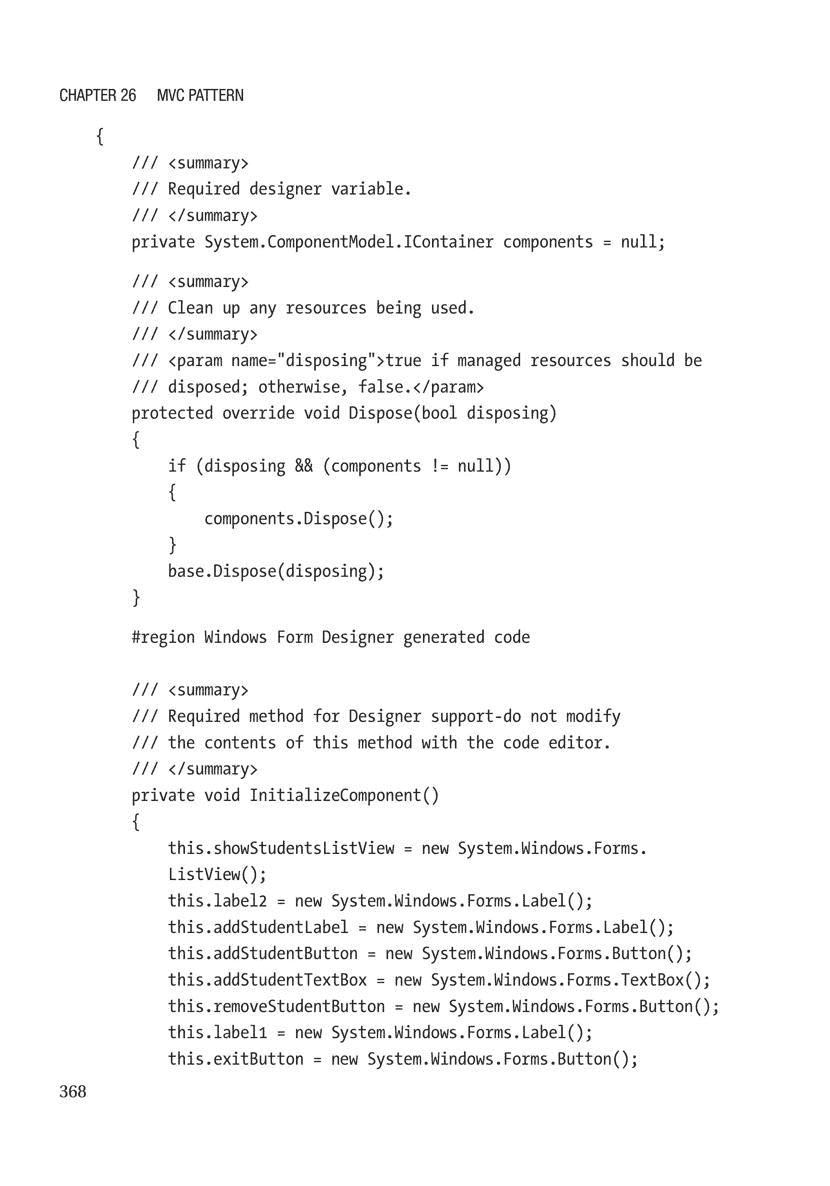 CHAPTER 26 MVC PATTERN
{
/// <summary>
/// Required designer variable.
/// </summary>
private System.ComponentModel.IContainer components = null;
/// <summary>
/// Clean up any resources being used.
/// </summary>
/// <param name="disposing">true if managed resources should be
/// disposed; otherwise, false.</param>
protected override void Dispose(bool disposing)
{
if (disposing && (components != null))
{
components.Dispose();
}
base.Dispose(disposing);
}
#region Windows Form Designer generated code
/// <summary>
/// Required method for Designer support-do not modify
/// the contents of this method with the code editor.
/// </summary>
private void InitializeComponent()
{
this.showStudentsListView = new System.Windows.Forms.
ListView();
this.label2 = new System.Windows.Forms.Label();
this.addStudentLabel = new System.Windows.Forms.Label();
this.addStudentButton = new System.Windows.Forms.Button();
this.addStudentTextBox = new System.Windows.Forms.TextBox();
this.removeStudentButton = new System.Windows.Forms.Button();
this.label1 = new System.Windows.Forms.Label();
this.exitButton = new System.Windows.Forms.Button();
368